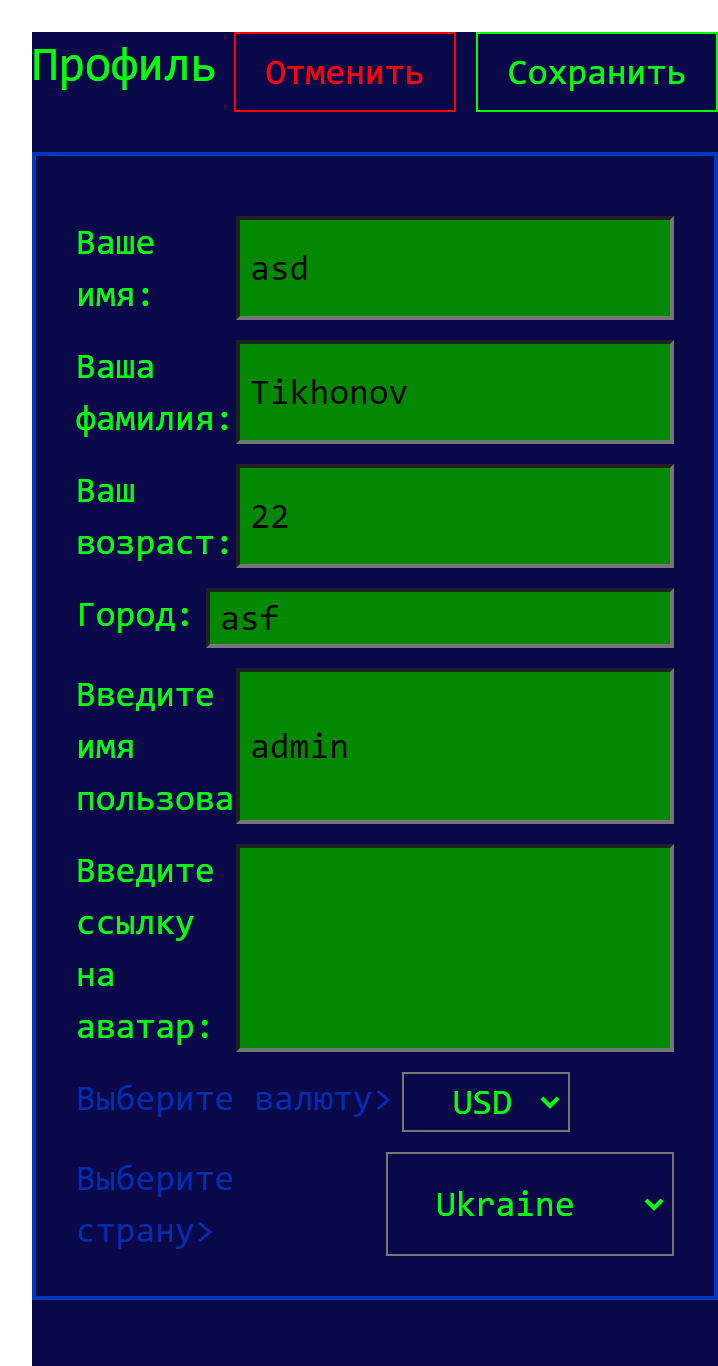 Профиль Отменить Сохранить
Ваше
имя:
asd
Ваша
фамилия:
Tikhonov
Ваш
возраст:
22
Город: asf
Введите
имя
пользова
admin
Введите
ссылку
на
аватар:
Выберите валюту> USD
Выберите
страну>
Ukraine